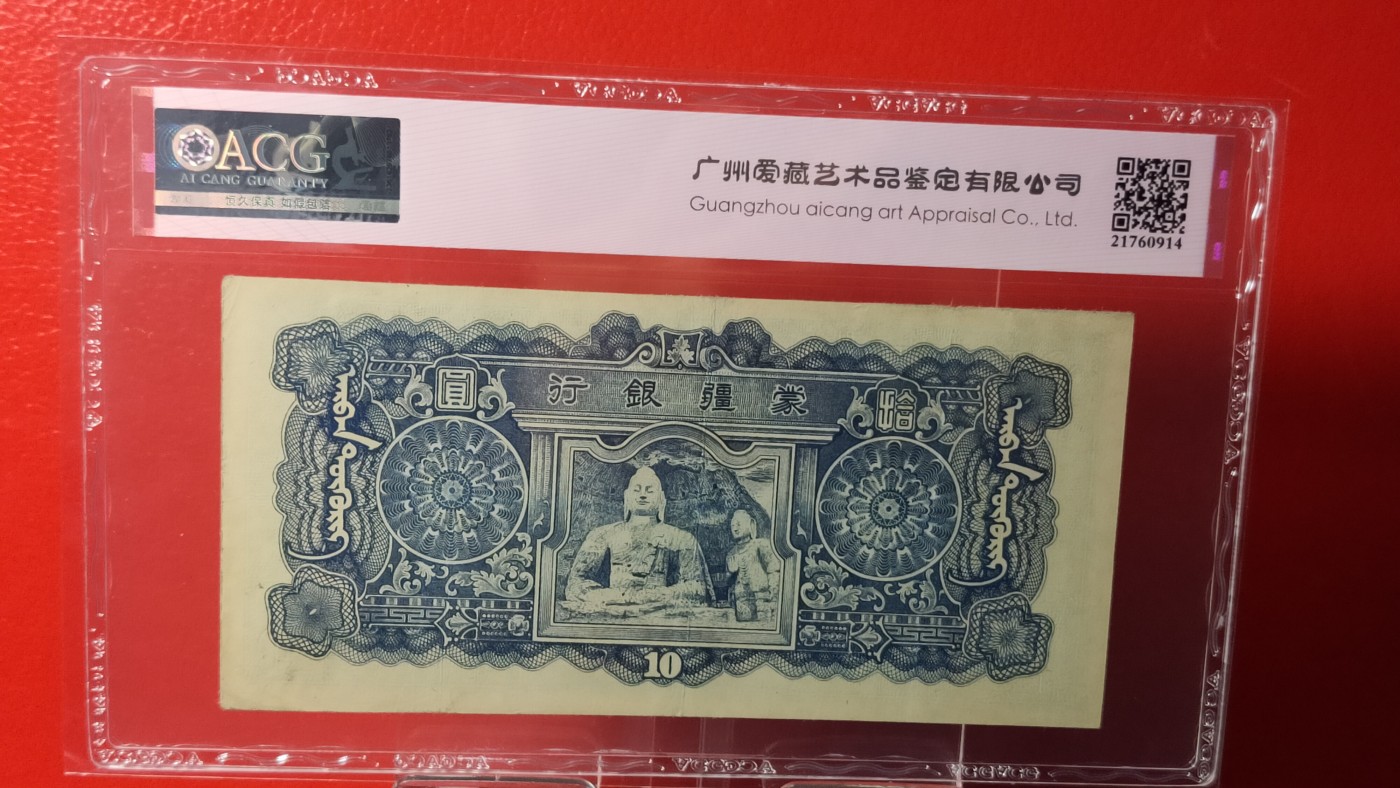 ACG
AI CANG GUARANTY
恒久保真 如假包赔
广州爱藏艺术品鉴定有限公司
Guangzhou aicang art Appraisal Co., Ltd.
21760914
行銀疆蒙
圓
拾
10